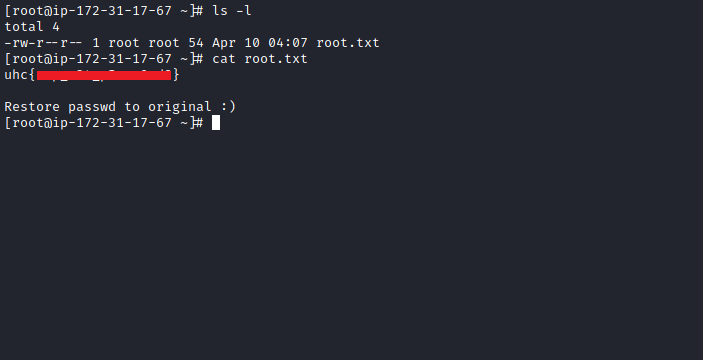 [root@ip-172-31-17-67 ~]# ls -l
total 4
-rw-r--r-- 1 root root 54 Apr 10 04:07 root.txt
[root@ip-172-31-17-67 ~]# cat root.txt
uhc{ }
Restore passwd to original :)
[root@ip-172-31-17-67 ~]#